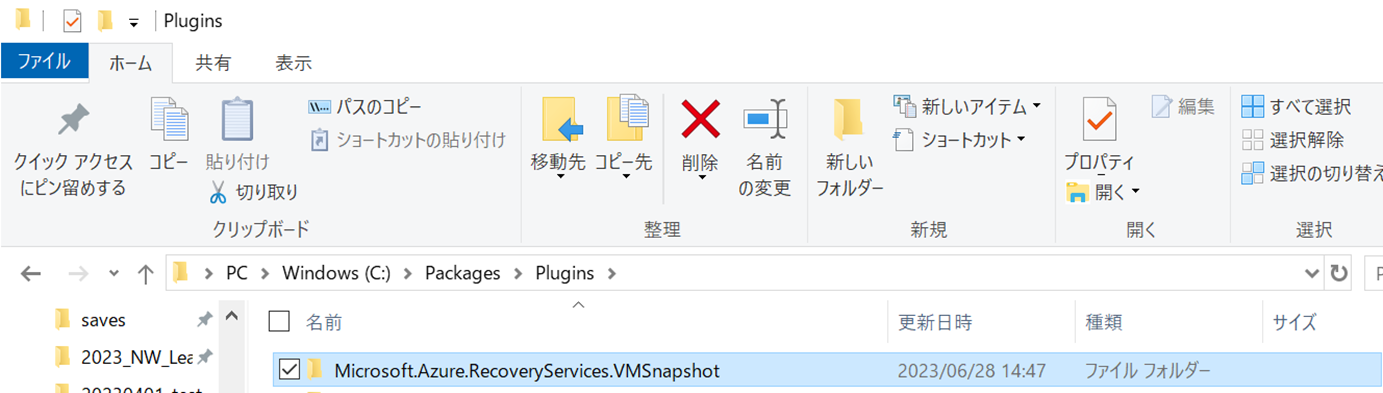 Plugins
ファイル ホーム 共有 表示
クイック アクセス
にピン留めする
コピー
貼り付け
パスのコピー
ショートカットの貼り付け
切り取り
クリップボード
移動先 コピー先
削除
名前
の変更
整理
新しい
フォルダー
新しいアイテム
ショートカット
新規
プロパティ
開く
編集
開く
すべて選択
選択解除
選択の切り替え
選択
PC Windows (C:) Packages Plugins
saves
2023_NW_Lea
名前 更新日時 種類 サイズ
Microsoft.Azure.RecoveryServices.VMSnapshot 2023/06/28 14:47 ファイル フォルダー